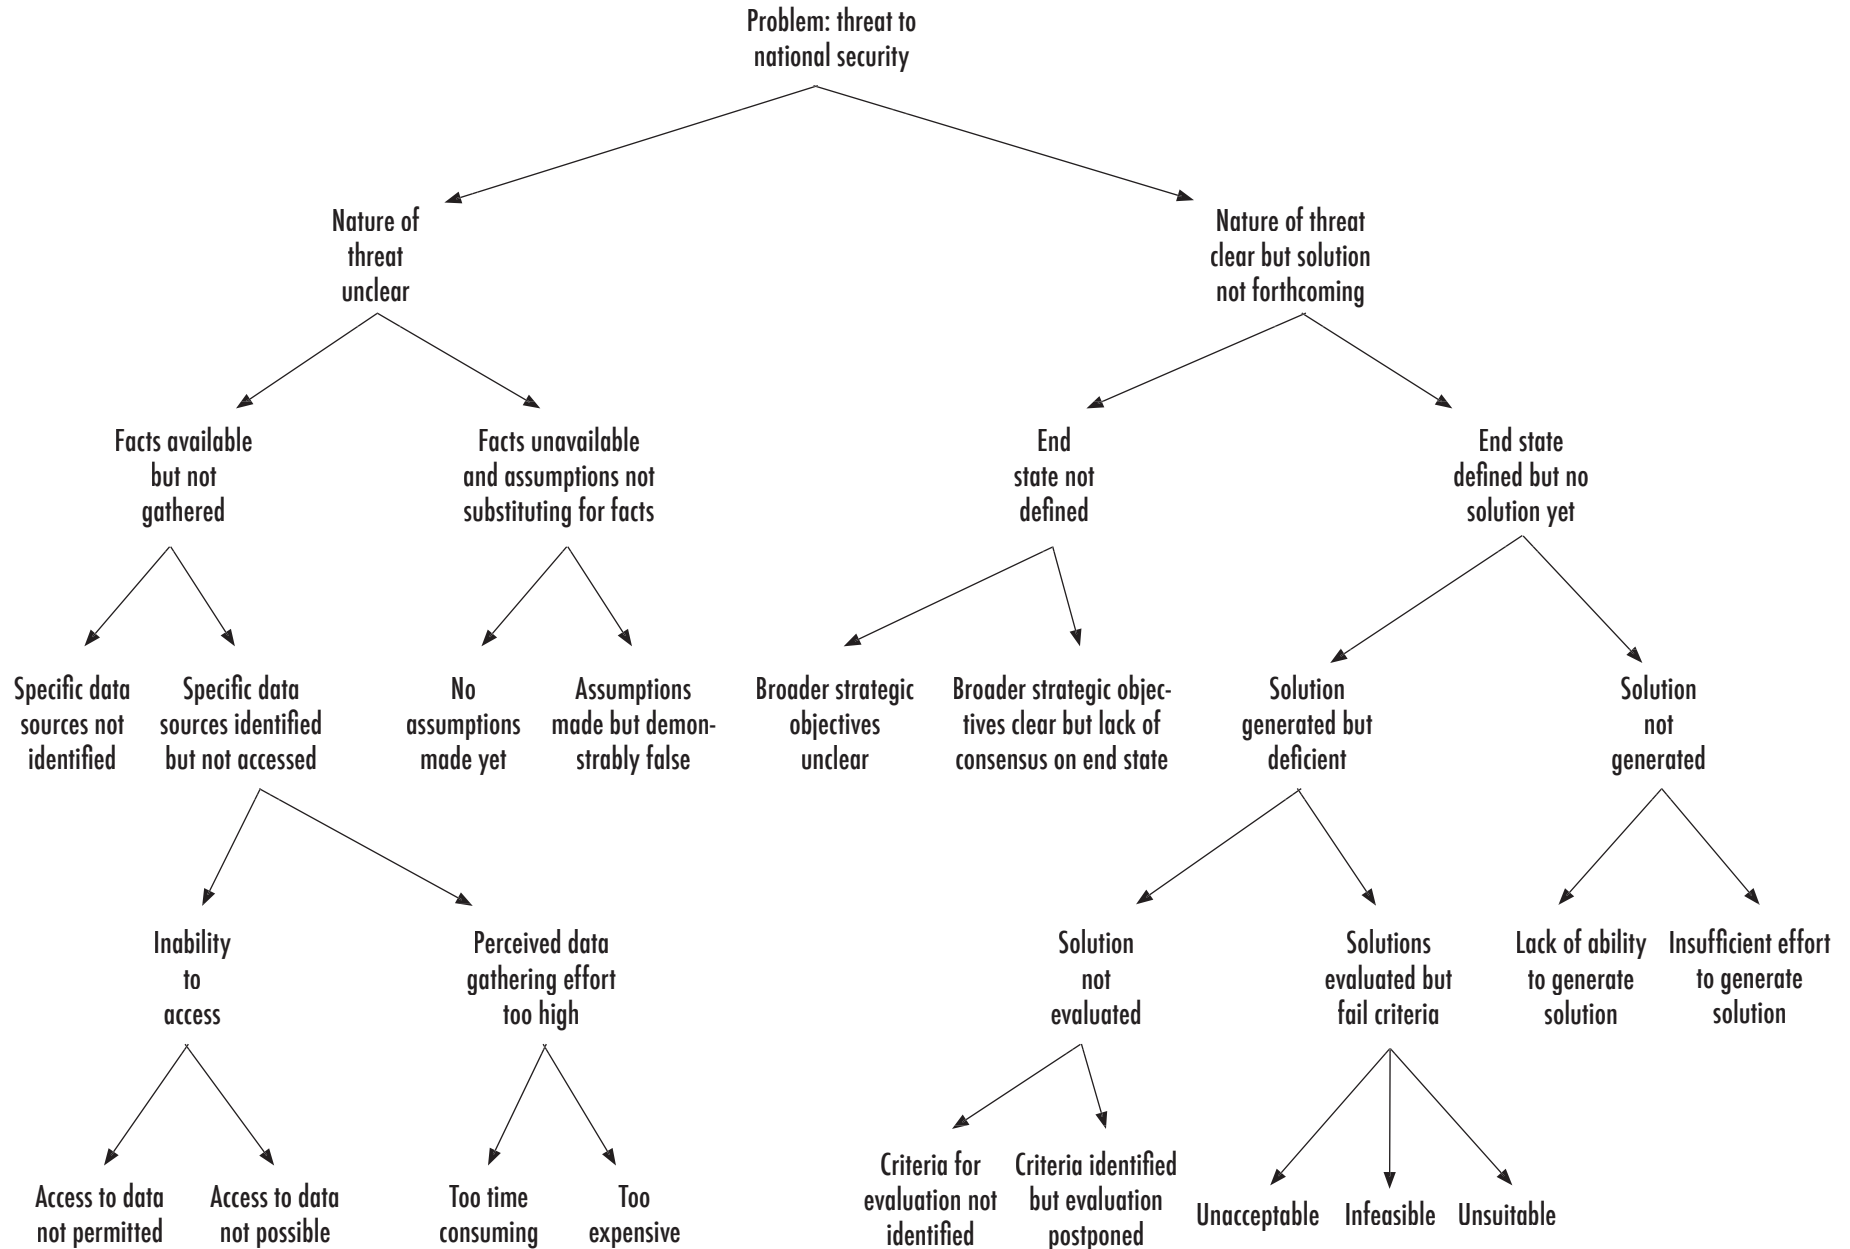 Problem: threat to
national security
Nature of
threat
unclear
Nature of threat
clear but solution
not forthcoming
Facts available
but not
gathered
Facts unavailable
and assumptions not
substituting for facts
End
state not
defined
End state
defined but no
solution yet
Specific data
sources not
identified
Specific data
sources identified
but not accessed
No
assumptions
made yet
Assumptions
made but demon-
strably false
Broader strategic
objectives
unclear
Broader strategic objec-
tives clear but lack of
consensus on end state
Solution
generated but
deficient
Solution
not
generated
Inability
to
access
Perceived data
gathering effort
too high
Solution
not
evaluated
Solutions
evaluated but
fail criteria
Lack of ability
to generate
solution
Insufficient effort
to generate
solution
Access to data
not permitted
Access to data
not possible
Too time
consuming
Too
expensive
Criteria for
evaluation not
identified
Criteria identified
but evaluation
postponed
Unacceptable
Infeasible
Unsuitable